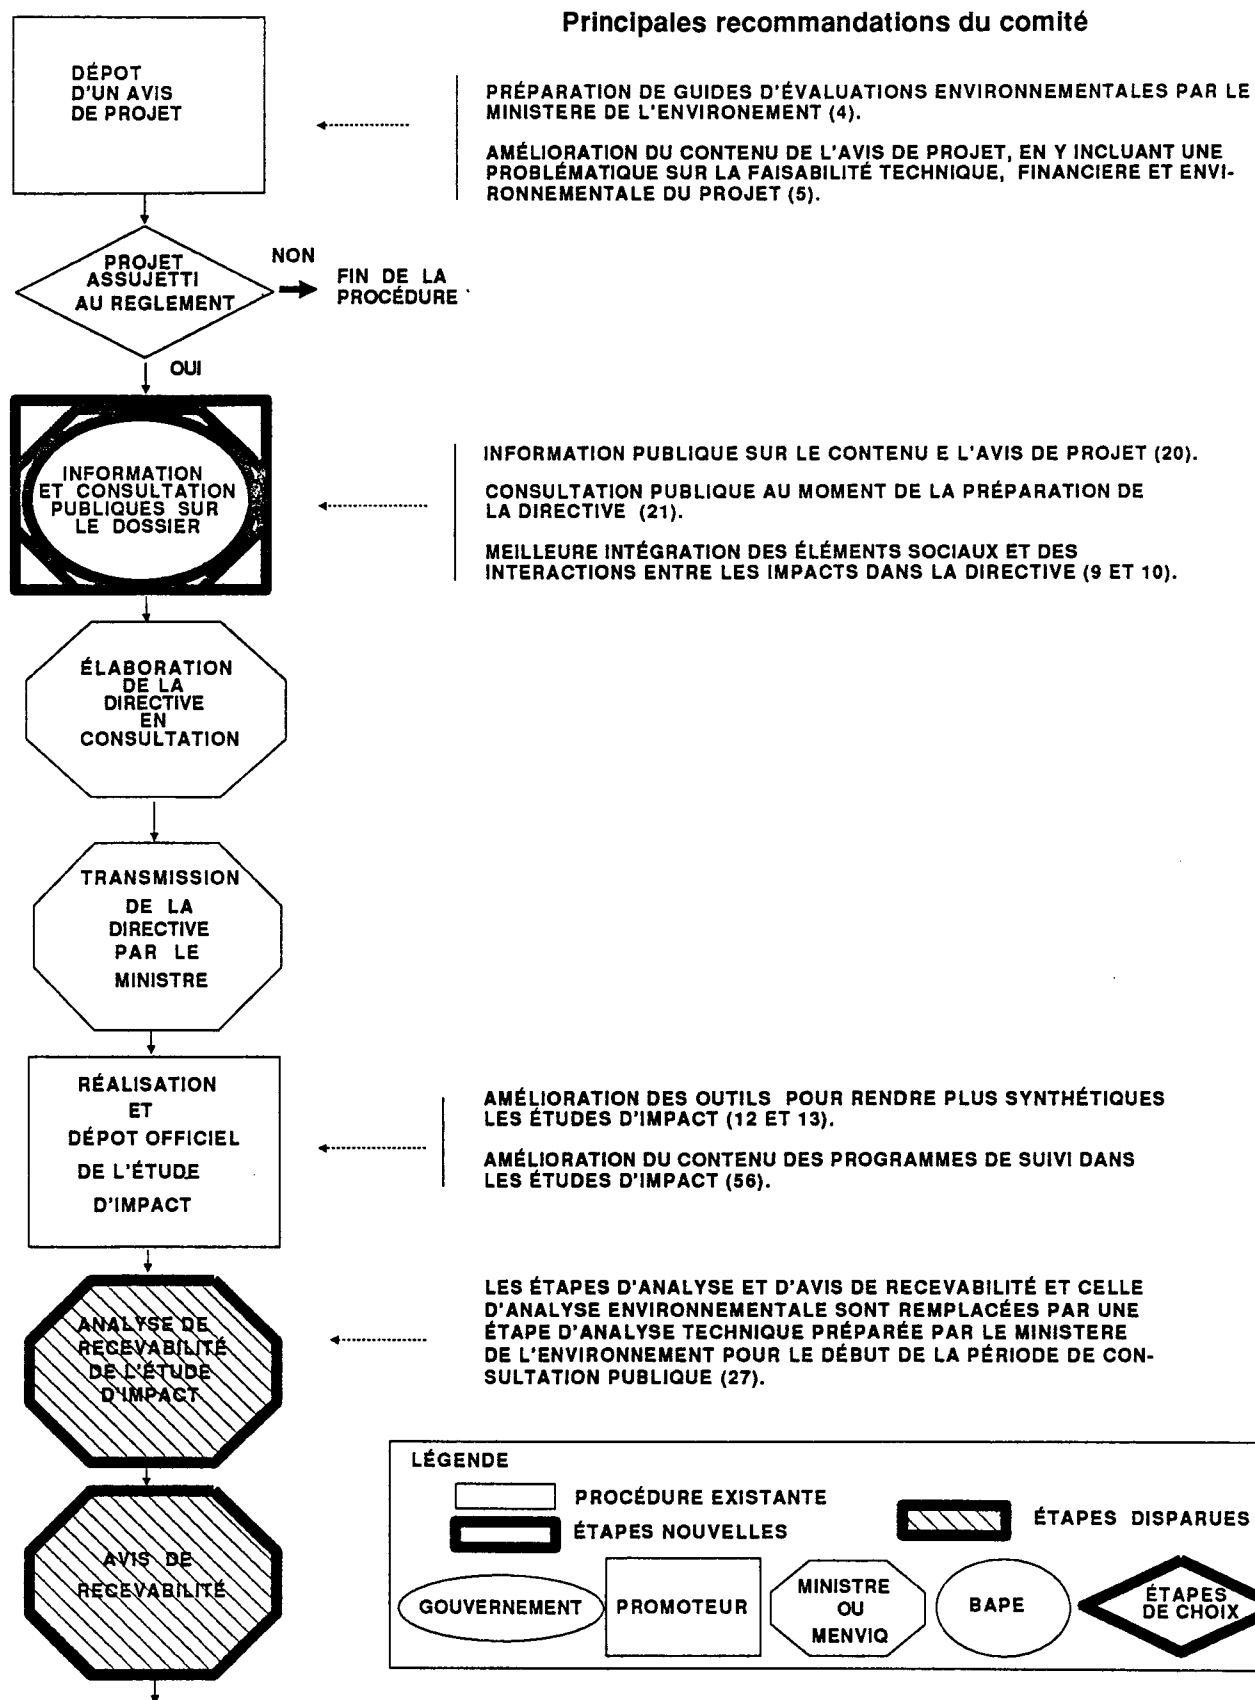 Principales recommandations du comité
DÉPOT
D'UN AVIS
DE PROJET
PRÉPARATION DE GUIDES D'ÉVALUATIONS ENVIRONNEMENTALES PAR LE
MINISTERE DE L'ENVIRONEMENT (4).
AMÉLIORATION DU CONTENU DE L'AVIS DE PROJET, EN Y INCLUANT UNE
PROBLÉMATIQUE SUR LA FAISABILITÉ TECHNIQUE, FINANCIERE ET ENVI-
RONNEMENTALE DU PROJET (5).
PROJET
ASSUJETTI
AU REGLEMENT
NON
FIN DE LA
PROCÉDURE
OUI
INFORMATION
ET CONSULTATION
PUBLIQUES SUR
LE DOSSIER
INFORMATION PUBLIQUE SUR LE CONTENU E L'AVIS DE PROJET (20).
CONSULTATION PUBLIQUE AU MOMENT DE LA PRÉPARATION DE
LA DIRECTIVE (21).
MEILLEURE INTÉGRATION DES ÉLÉMENTS SOCIAUX ET DES
INTERACTIONS ENTRE LES IMPACTS DANS LA DIRECTIVE (9 ET 10).
ÉLABORATION
DE LA
DIRECTIVE
EN
CONSULTATION
TRANSMISSION
DE LA
DIRECTIVE
PAR LE
MINISTRE
RÉALISATION
ET
DÉPOT OFFICIEL
DE L'ÉTUDE
D'IMPACT
AMÉLIORATION DES OUTILS POUR RENDRE PLUS SYNTHÉTIQUES
LES ÉTUDES D'IMPACT (12 ET 13).
AMÉLIORATION DU CONTENU DES PROGRAMMES DE SUIVI DANS
LES ÉTUDES D'IMPACT (56).
ANALYSE DE
RECEVABILITÉ
DE L'ÉTUDE
D'IMPACT
LES ÉTAPES D'ANALYSE ET D'AVIS DE RECEVABILITÉ ET CELLE
D'ANALYSE ENVIRONNEMENTALE SONT REMPLACÉES PAR UNE
ÉTAPE D'ANALYSE TECHNIQUE PRÉPARÉE PAR LE MINISTERE
DE L'ENVIRONNEMENT POUR LE DÉBUT DE LA PÉRIODE DE CON-
SULTATION PUBLIQUE (27).
AVIS DE
RECEVABILITÉ
LÉGENDE
PROCÉDURE EXISTANTE
ÉTAPES NOUVELLES
ÉTAPES DISPARUES
GOUVERNEMENT
PROMOTEUR
MINISTRE
OU
MENVIQ
BAPE
ÉTAPES
DE CHOIX